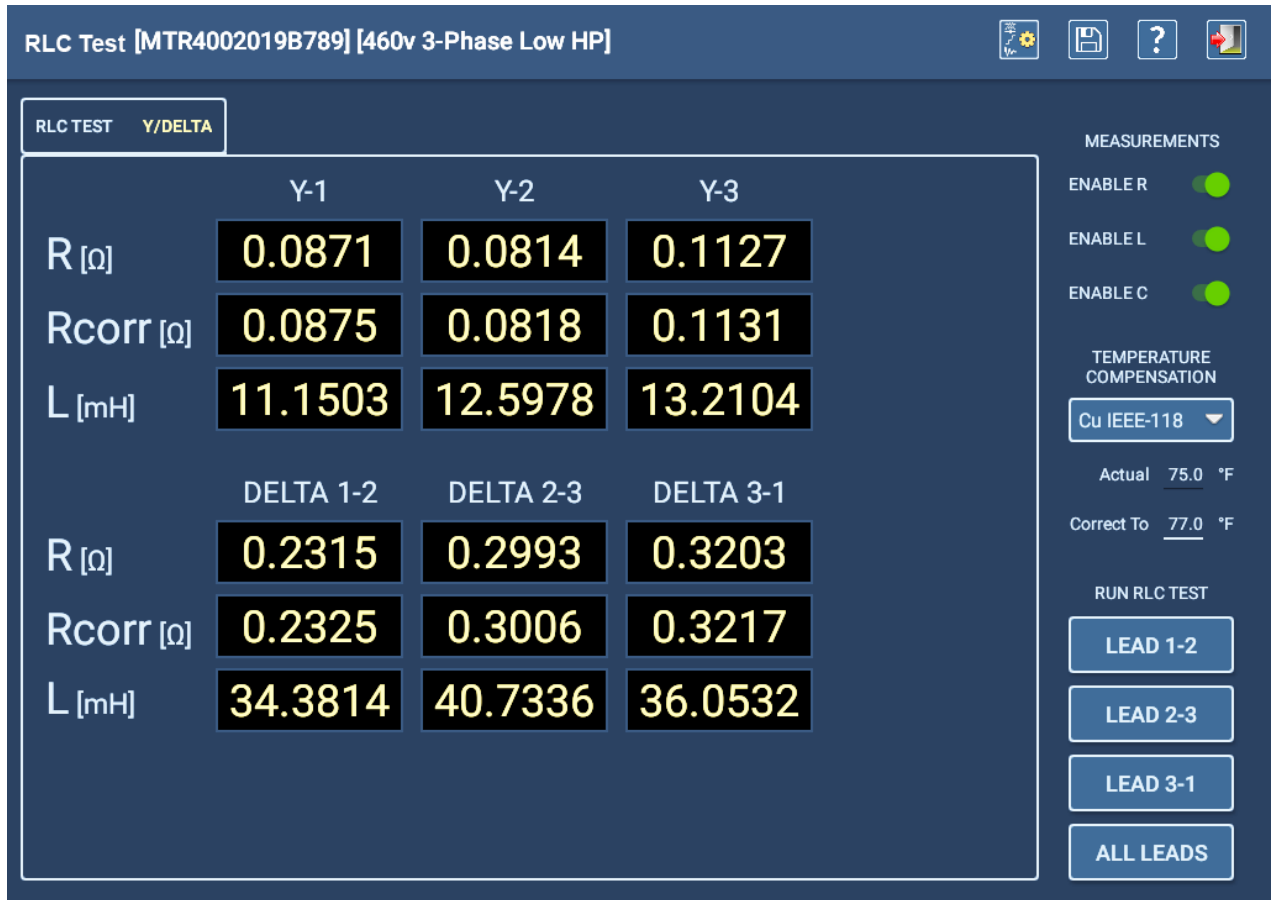 RLC Test [MTR4002019B789] [460v 3-Phase Low HP]
?
RLC TEST Y/DELTA
Y-1 Y-2 Y-3
R [Ω] 0.0871 0.0814 0.1127
Rcorr [Ω] 0.0875 0.0818 0.1131
L [mH] 11.1503 12.5978 13.2104
DELTA 1-2 DELTA 2-3 DELTA 3-1
R [Ω] 0.2315 0.2993 0.3203
Rcorr [Ω] 0.2325 0.3006 0.3217
L [mH] 34.3814 40.7336 36.0532
MEASUREMENTS
ENABLE R
ENABLE L
ENABLE C
TEMPERATURE
COMPENSATION
Cu IEEE-118
Actual 75.0 °F
Correct To 77.0 °F
RUN RLC TEST
LEAD 1-2
LEAD 2-3
LEAD 3-1
ALL LEADS